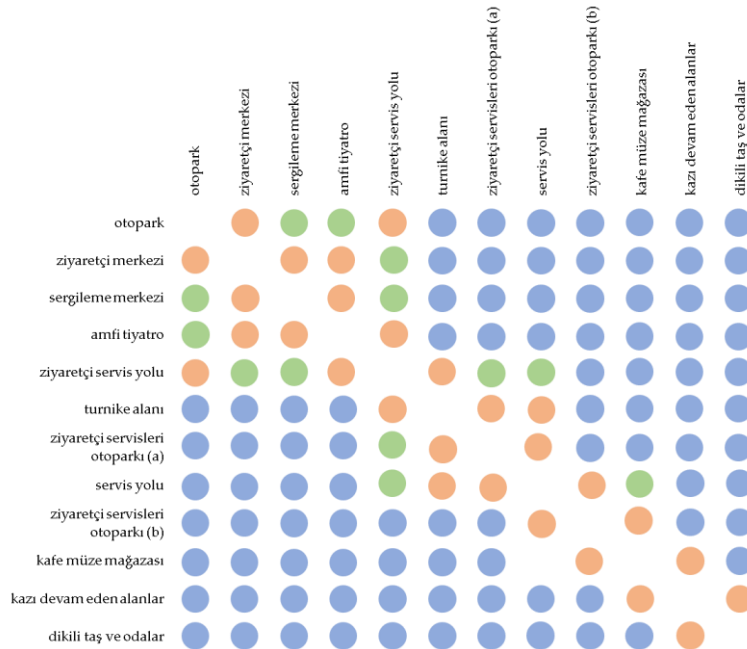 otopark
ziyaretçi merkezi
sergileme merkezi
amfi tiyatro
ziyaretçi servis yolu
turnike alanı
ziyaretçi servisleri otoparkı (a)
servis yolu
ziyaretçi servisleri otoparkı (b)
kafe müze mağazası
kazı devam eden alanlar
dikili taş ve odalar
otopark
ziyaretçi merkezi
sergileme merkezi
amfi tiyatro
ziyaretçi servis yolu
turnike alanı
ziyaretçi servisleri
otoparkı (a)
servis yolu
ziyaretçi servisleri
otoparkı (b)
kafe müze mağazası
kazı devam eden alanlar
dikili taş ve odalar